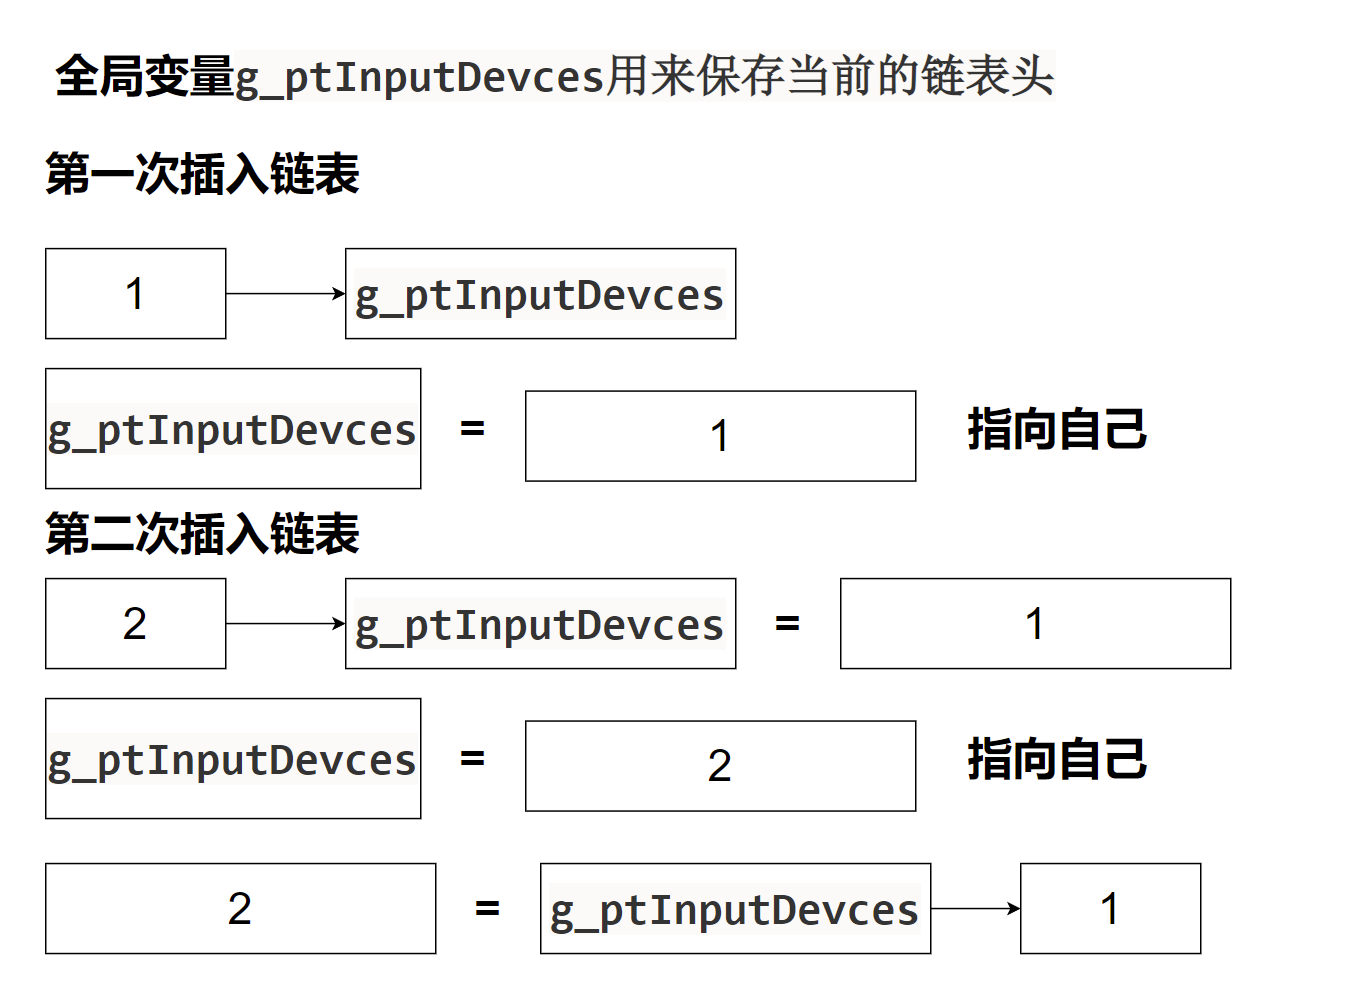 全局变量g_ptInputDevces用来保存当前的链表头
第一次插入链表
1 g_ptInputDevces
g_ptInputDevces = 1 指向自己
第二次插入链表
2 g_ptInputDevces = 1
g_ptInputDevces = 2 指向自己
2 = g_ptInputDevces 1